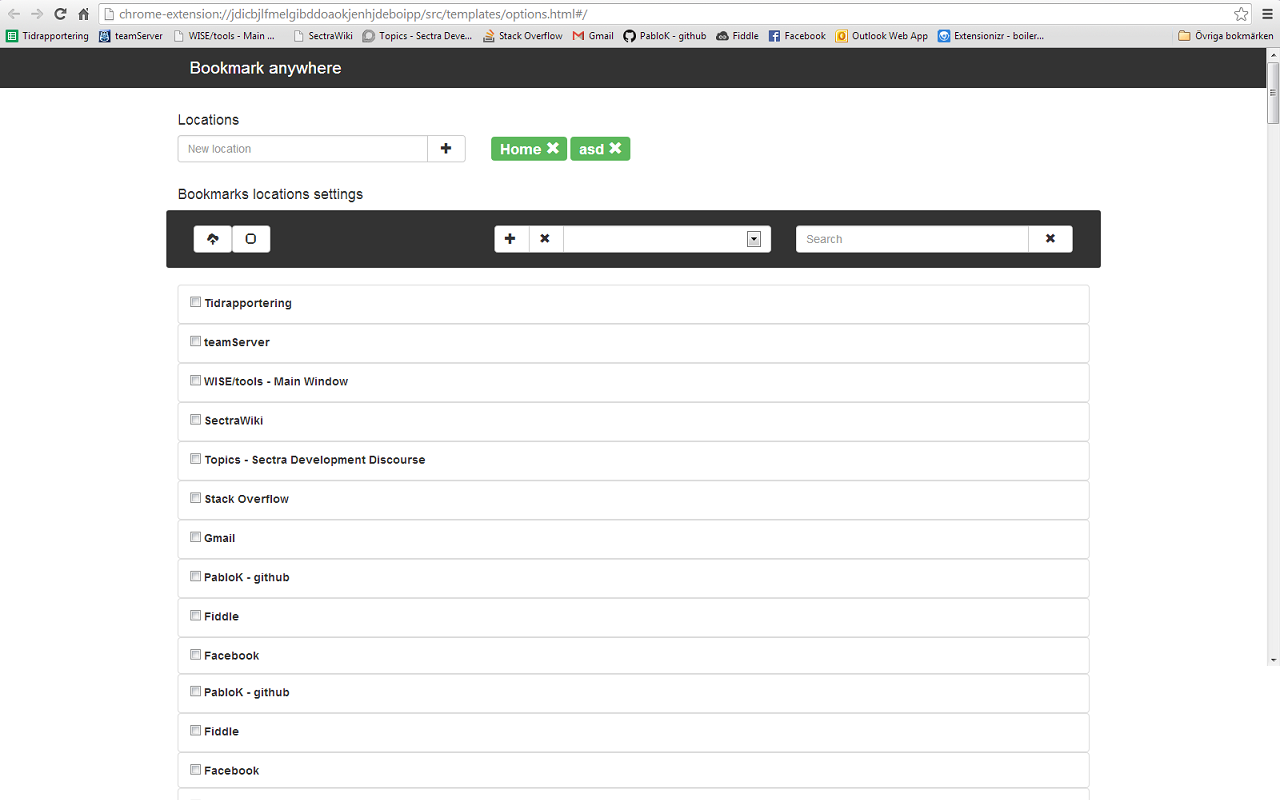 chrome-extension://jdicbjlfmelgibddoaokjenhjdeboipp/src/templates/options.html#/
Tidrapportering teamServer WISE/tools - Main ... SectraWiki Topics - Sectra Deve... Stack Overflow Gmail PabloK - github Fiddle Facebook Outlook Web App Extensionizr - boiler... Övriga bokmärken
Bookmark anywhere
Locations
New location Home asd
Bookmarks locations settings
Search
Tidrapportering
teamServer
WISE/tools - Main Window
SectraWiki
Topics - Sectra Development Discourse
Stack Overflow
Gmail
PabloK - github
Fiddle
Facebook
PabloK - github
Fiddle
Facebook